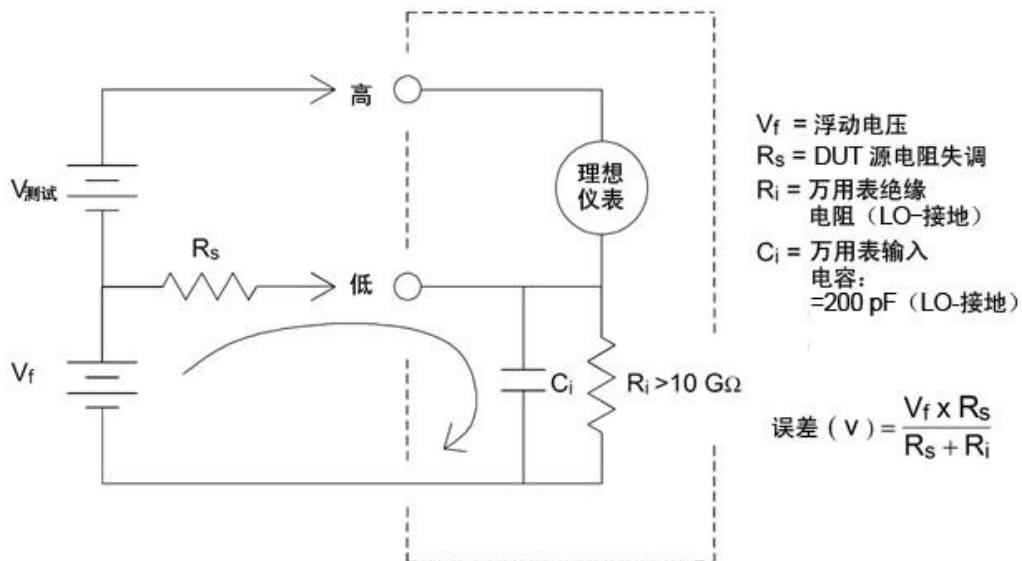 高
V测试
理想
仪表
Rs
低
Vf
Ci
Ri >10 GΩ
Vf = 浮动电压
Rs = DUT 源电阻失调
Ri = 万用表绝缘
电阻（LO-接地）
Ci = 万用表输入
电容：
=200 pF（LO-接地）
误差 ( V ) = Vf x Rs
Rs + Ri